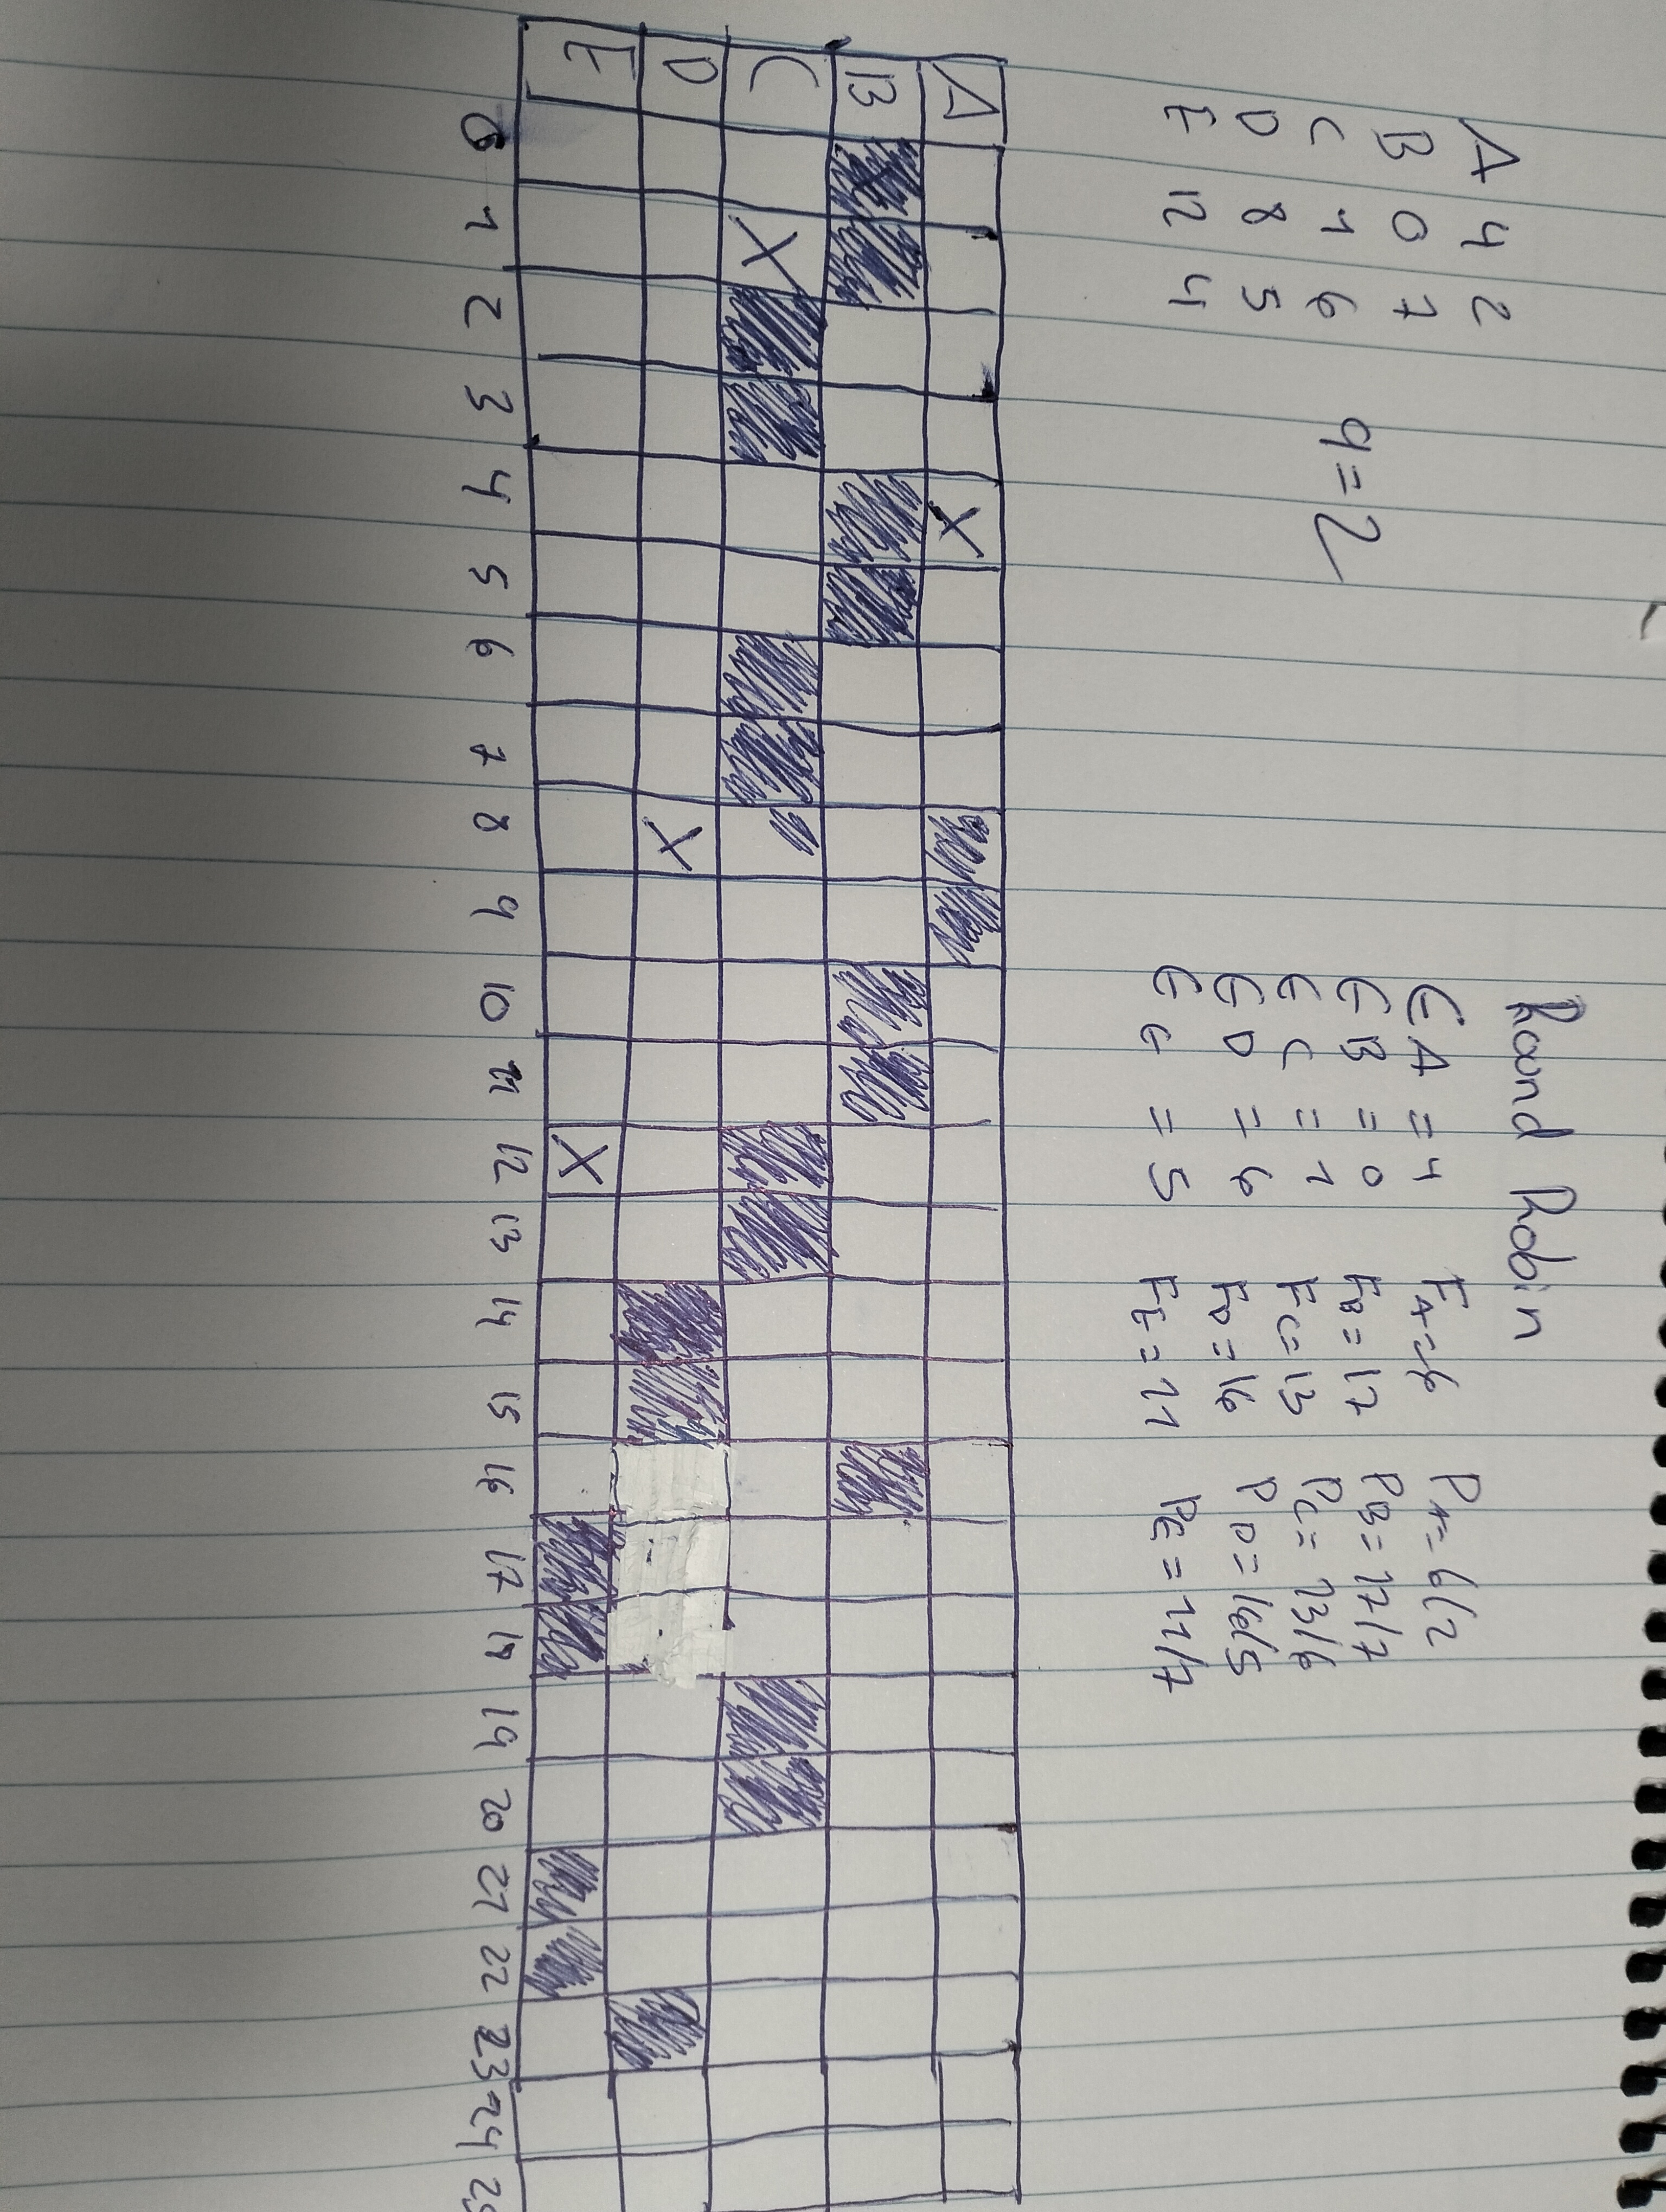 Round Robin
A 4 2
B 0 7
C 1 6
D 8 5
E 12 4
q=2
EA = 4
EB = 0
EC = 1
ED = 6
EE = 5
FA=6
FB=17
FC=13
FD=16
FE=11
PA=6/2
PB=17/7
PC=13/6
PD=16/5
PE=11/7
A
B
C
D
E
X
X
X
X
0 1 2 3 4 5 6 7 8 9 10 11 12 13 14 15 16 17 19 20 21 22 23 24